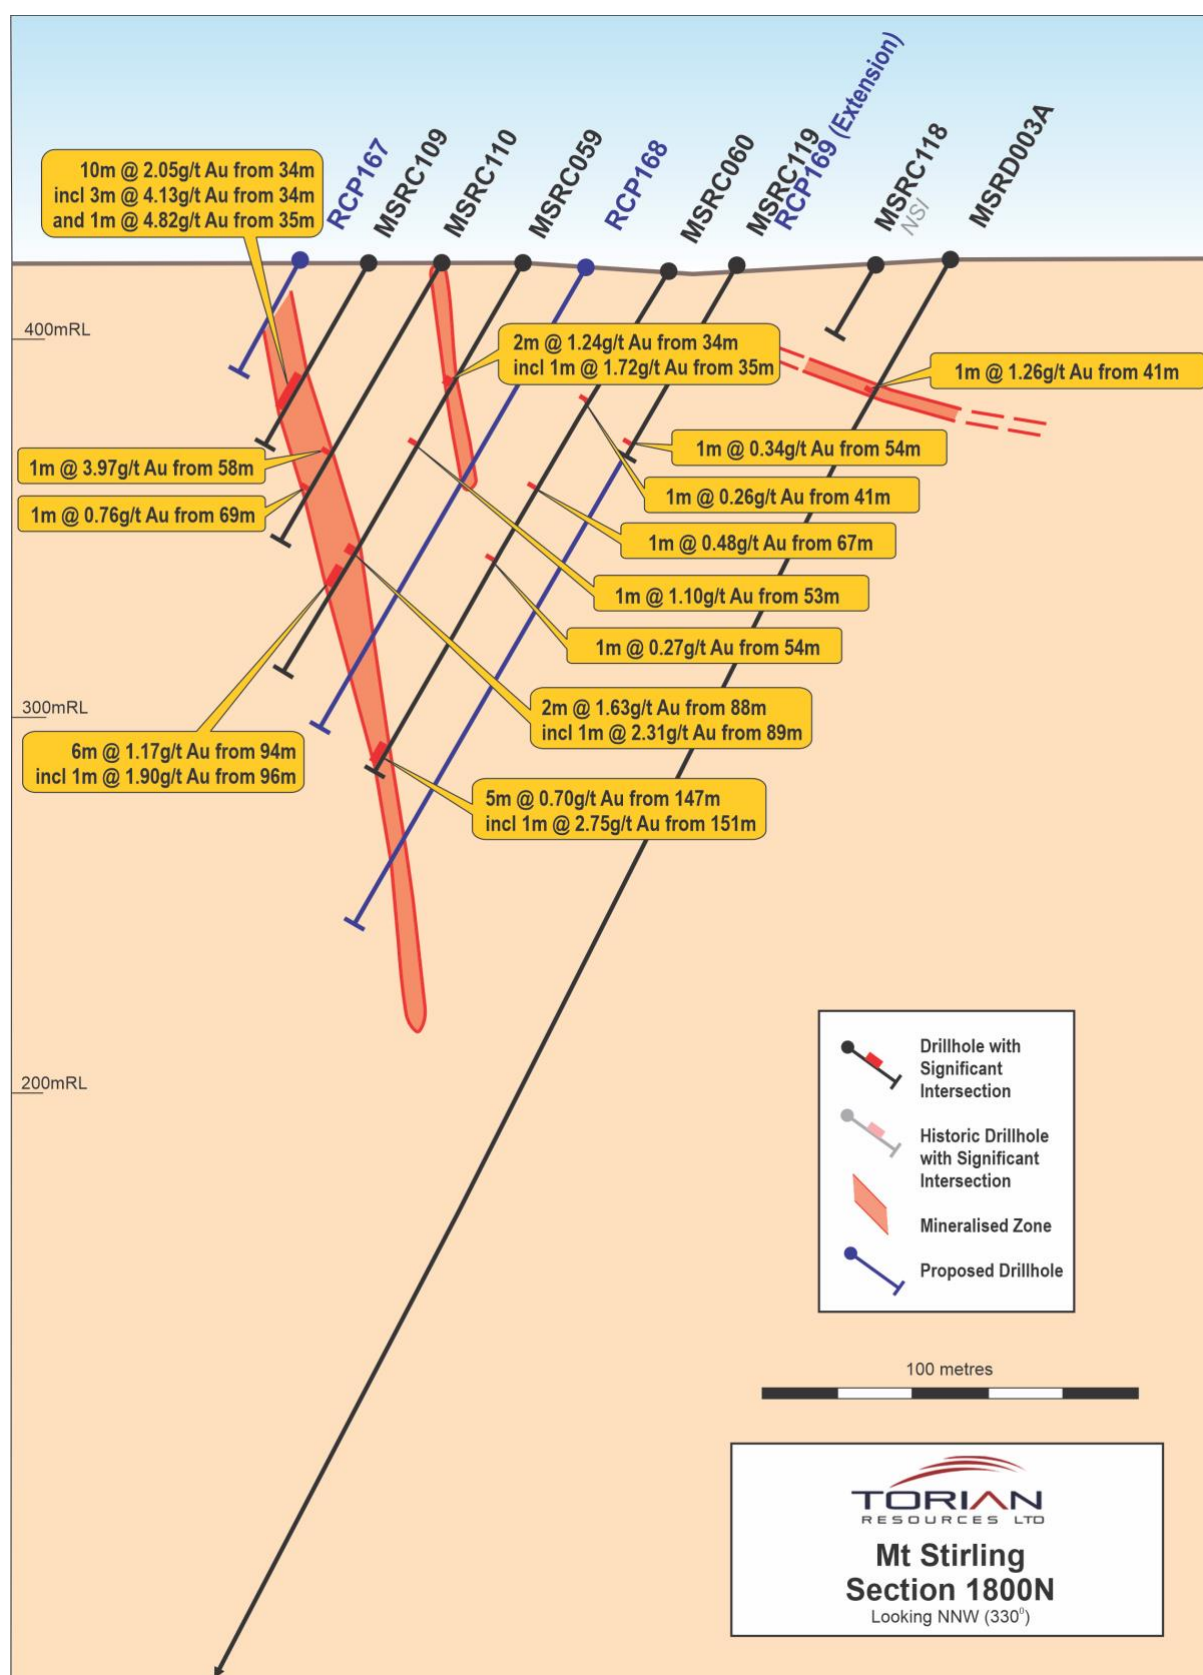 RCP167
MSRC109
MSRC110
MSRC059
RCP168
MSRC060
MSRC119
RCP169 (Extension)
MSRC118
NSI
MSRD003A
10m @ 2.05g/t Au from 34m
incl 3m @ 4.13g/t Au from 34m
and 1m @ 4.82g/t Au from 35m
400mRL
2m @ 1.24g/t Au from 34m
incl 1m @ 1.72g/t Au from 35m
1m @ 1.26g/t Au from 41m
1m @ 3.97g/t Au from 58m
1m @ 0.34g/t Au from 54m
1m @ 0.76g/t Au from 69m
1m @ 0.26g/t Au from 41m
1m @ 0.48g/t Au from 67m
1m @ 1.10g/t Au from 53m
1m @ 0.27g/t Au from 54m
300mRL
2m @ 1.63g/t Au from 88m
incl 1m @ 2.31g/t Au from 89m
6m @ 1.17g/t Au from 94m
incl 1m @ 1.90g/t Au from 96m
5m @ 0.70g/t Au from 147m
incl 1m @ 2.75g/t Au from 151m
200mRL
Drillhole with
Significant
Intersection
Historic Drillhole
with Significant
Intersection
Mineralised Zone
Proposed Drillhole
100 metres
TORIAN
RESOURCES LTD
Mt Stirling
Section 1800N
Looking NNW (330⁰)